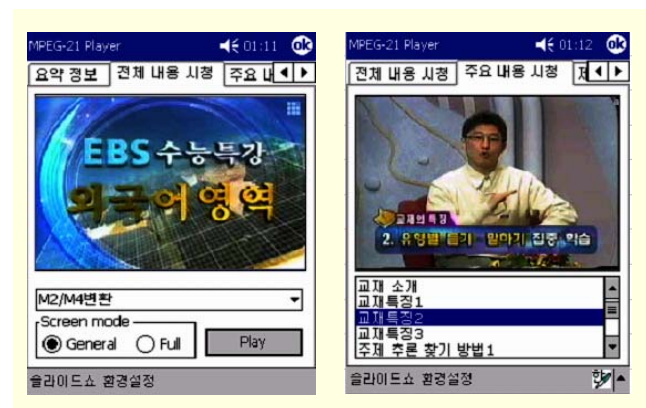 MPEG-21 Player 01:11 ok
요약 정보 전체 내용 시청 주요 내
EBS 수능특강
외국어영역
M2/M4변환
Screen mode
General Full Play
슬라이드쇼 환경설정
MPEG-21 Player 01:12 ok
전체 내용 시청 주요 내용 시청
교재의 특징
2. 유형별 듣기·말하기 집중 학습
교재 소개
교재특징1
교재특징2
교재특징3
주제 추론 찾기 방법1
슬라이드쇼 환경설정 한